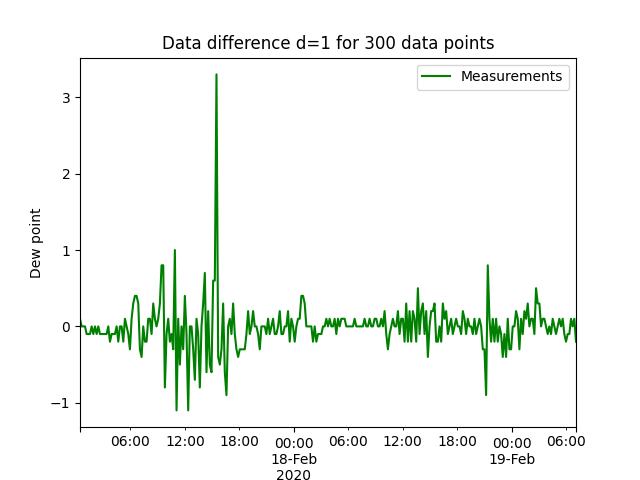 Data difference d=1 for 300 data points
Measurements
Dew point
3
2
1
0
−1
06:00 12:00 18:00 00:00 06:00 12:00 18:00 00:00 06:00
18-Feb 19-Feb
2020